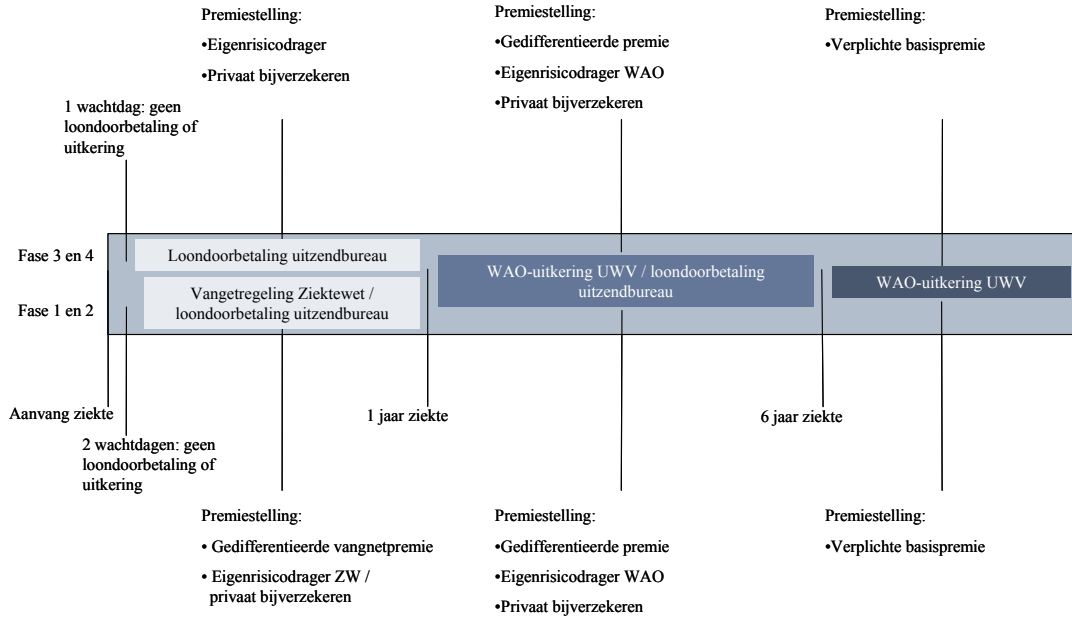 Premiestelling:
•Eigenrisicodrager
•Privaat bijverzekeren
Premiestelling:
•Gedifferentieerde premie
•Eigenrisicodrager WAO
•Privaat bijverzekeren
Premiestelling:
•Verplichte basispremie
1 wachtdag: geen
loondoorbetaling of
uitkering
Fase 3 en 4
Loondoorbetaling uitzendbureau
Fase 1 en 2
Vangetregeling Ziektewet /
loondoorbetaling uitzendbureau
WAO-uitkering UWV / loondoorbetaling
uitzendbureau
WAO-uitkering UWV
Aanvang ziekte
1 jaar ziekte
6 jaar ziekte
2 wachtdagen: geen
loondoorbetaling of
uitkering
Premiestelling:
• Gedifferentieerde vangnetpremie
• Eigenrisicodrager ZW /
privaat bijverzekeren
Premiestelling:
•Gedifferentieerde premie
•Eigenrisicodrager WAO
•Privaat bijverzekeren
Premiestelling:
•Verplichte basispremie